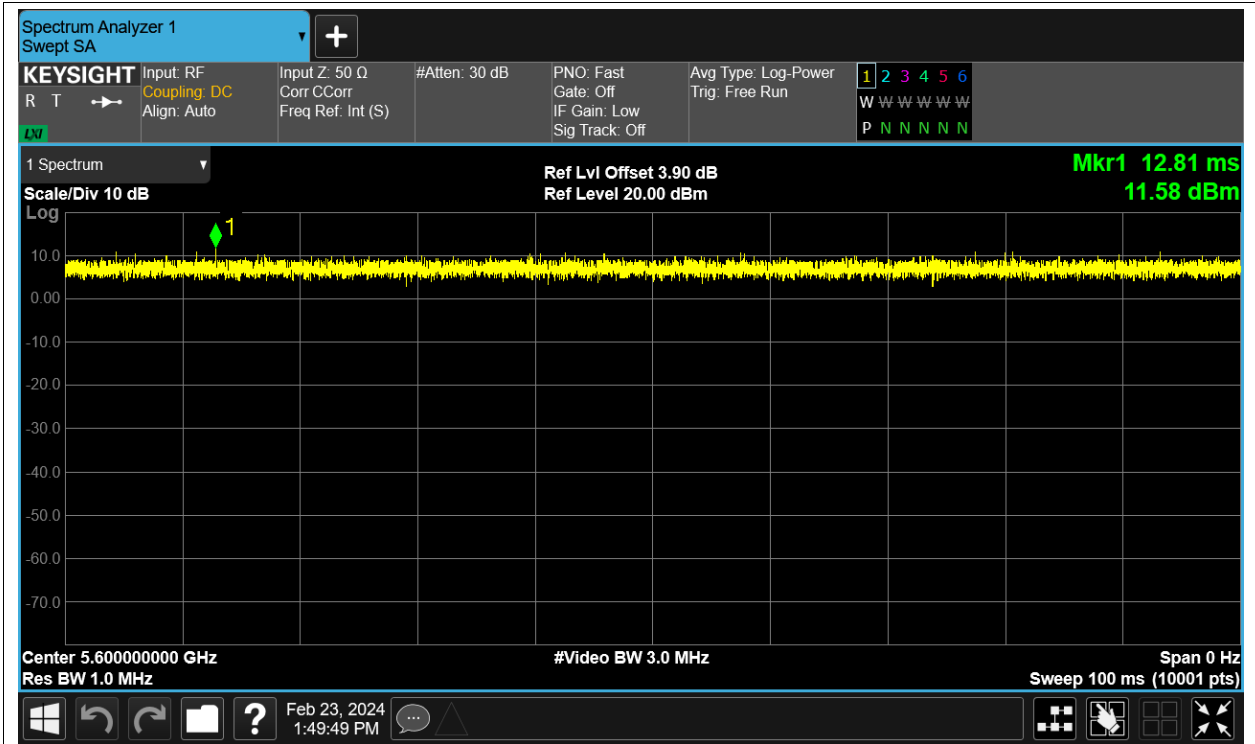 Spectrum Analyzer 1
Swept SA
KEYSIGHT
R T
LXI
Input: RF
Coupling: DC
Align: Auto
Input Z: 50 Ω
Corr CCorr
Freq Ref: Int (S)
#Atten: 30 dB
PNO: Fast
Gate: Off
IF Gain: Low
Sig Track: Off
Avg Type: Log-Power
Trig: Free Run
1 2 3 4 5 6
W W W W W W
P N N N N N
1 Spectrum
Scale/Div 10 dB
Ref Lvl Offset 3.90 dB
Ref Level 20.00 dBm
Mkr1 12.81 ms
11.58 dBm
Log
1
10.0
0.00
-10.0
-20.0
-30.0
-40.0
-50.0
-60.0
-70.0
Center 5.600000000 GHz
#Video BW 3.0 MHz
Span 0 Hz
Res BW 1.0 MHz
Sweep 100 ms (10001 pts)
?
Feb 23, 2024
1:49:49 PM